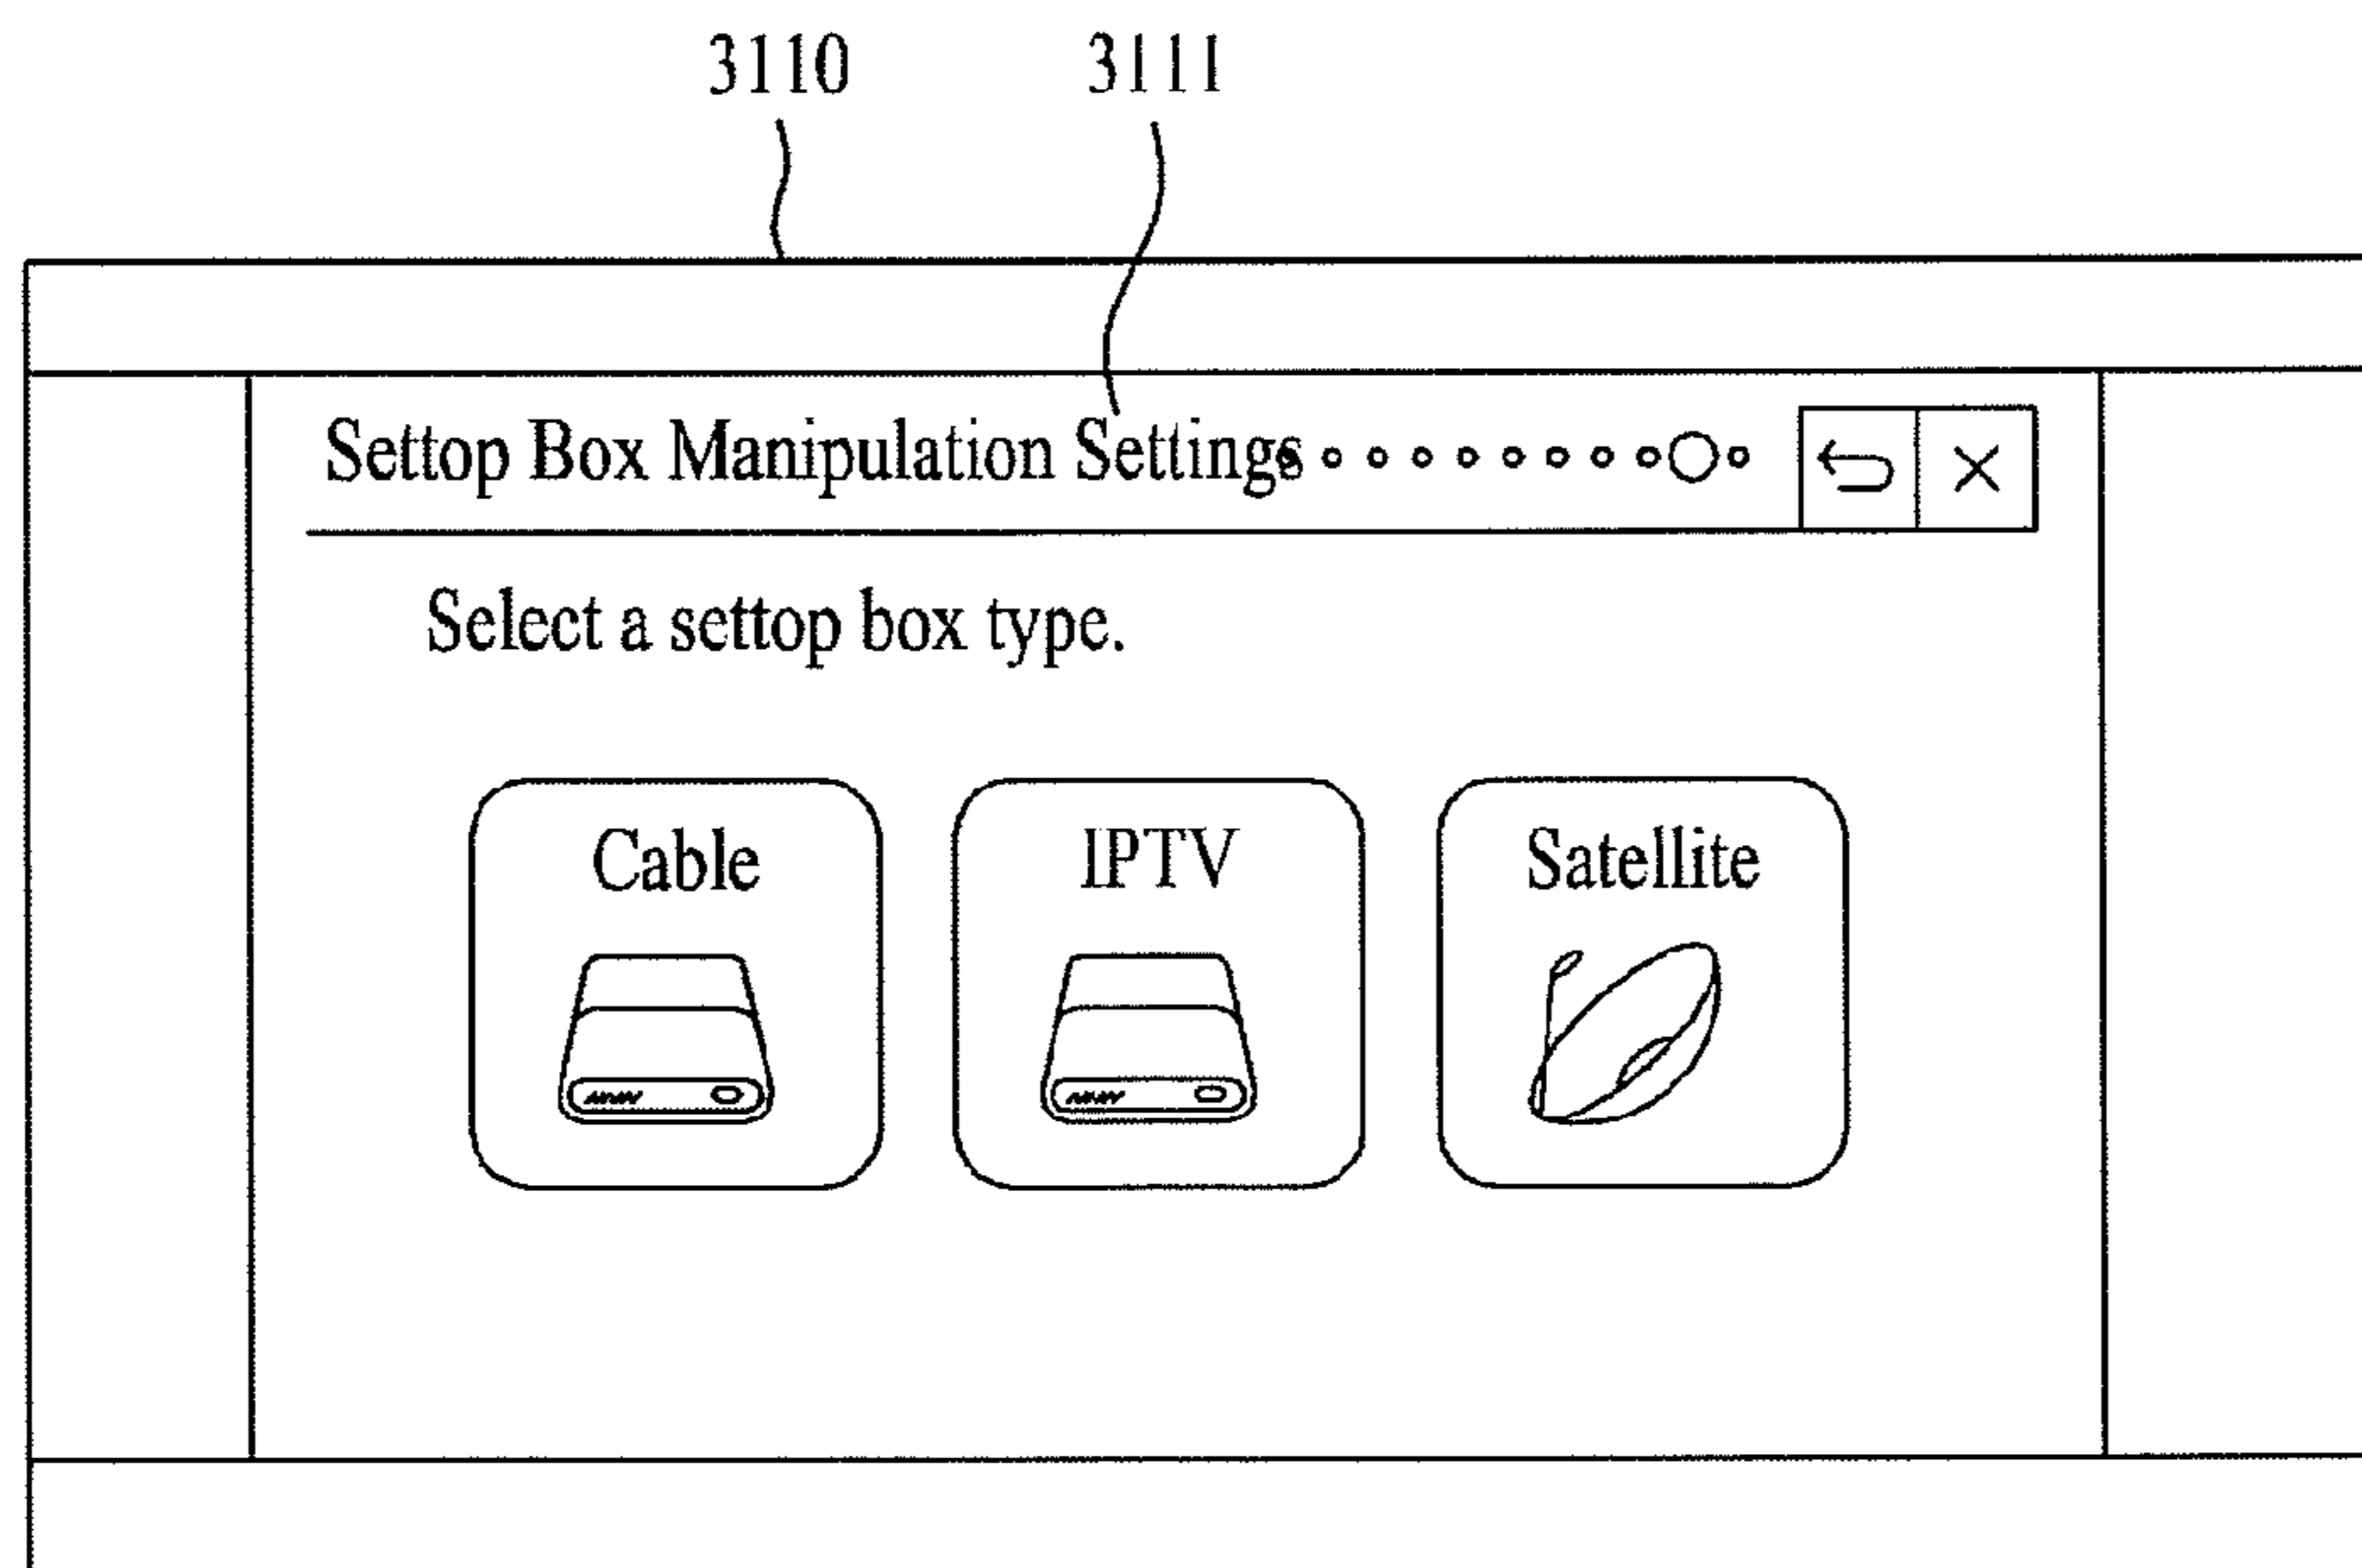 3110 3111
Settop Box Manipulation Settings
Select a settop box type.
Cable IPTV Satellite